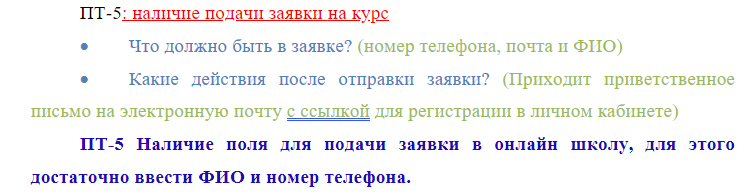 ПТ-5: наличие подачи заявки на курс
• Что должно быть в заявке? (номер телефона, почта и ФИО)
• Какие действия после отправки заявки? (Приходит приветственное
письмо на электронную почту с ссылкой для регистрации в личном кабинете)
ПТ-5 Наличие поля для подачи заявки в онлайн школу, для этого
достаточно ввести ФИО и номер телефона.